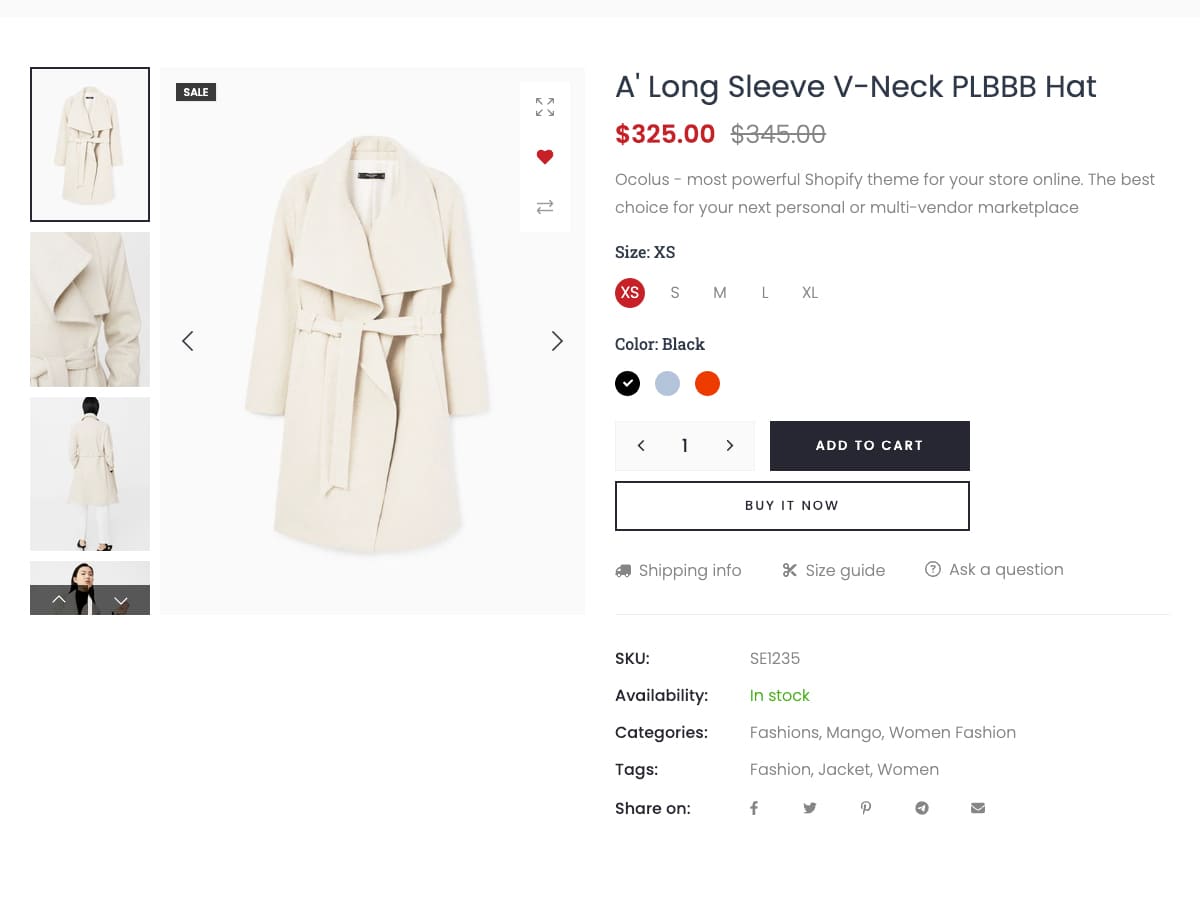 SALE
A' Long Sleeve V-Neck PLBBB Hat
$325.00 $345.00
Ocolus - most powerful Shopify theme for your store online. The best
choice for your next personal or multi-vendor marketplace
Size: XS
XS S M L XL
Color: Black
1 ADD TO CART
BUY IT NOW
Shipping info Size guide Ask a question
SKU: SE1235
Availability: In stock
Categories: Fashions, Mango, Women Fashion
Tags: Fashion, Jacket, Women
Share on: